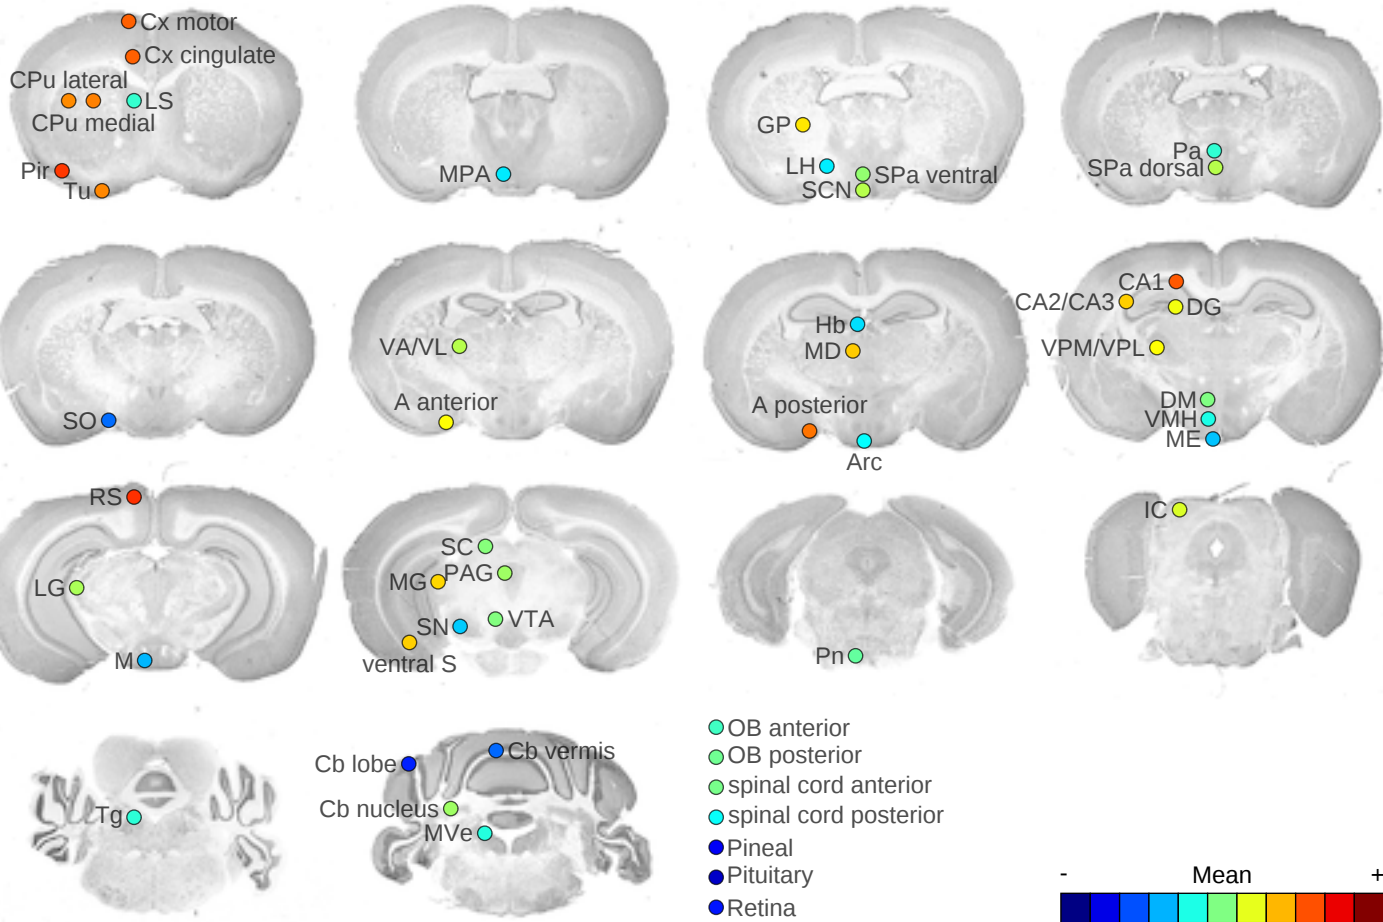 Cx motor
Cx cingulate
CPu lateral
LS
CPu medial
Pir
Tu
MPA
GP
LH
SPa ventral
SCN
Pa
SPa dorsal
SO
VA/VL
A anterior
Hb
MD
A posterior
Arc
CA1
CA2/CA3
DG
VPM/VPL
DM
VMH
ME
RS
LG
M
SC
MG
PAG
SN
VTA
ventral S
Pn
IC
Tg
Cb lobe
Cb vermis
Cb nucleus
MVe
OB anterior
OB posterior
spinal cord anterior
spinal cord posterior
Pineal
Pituitary
Retina
- Mean +